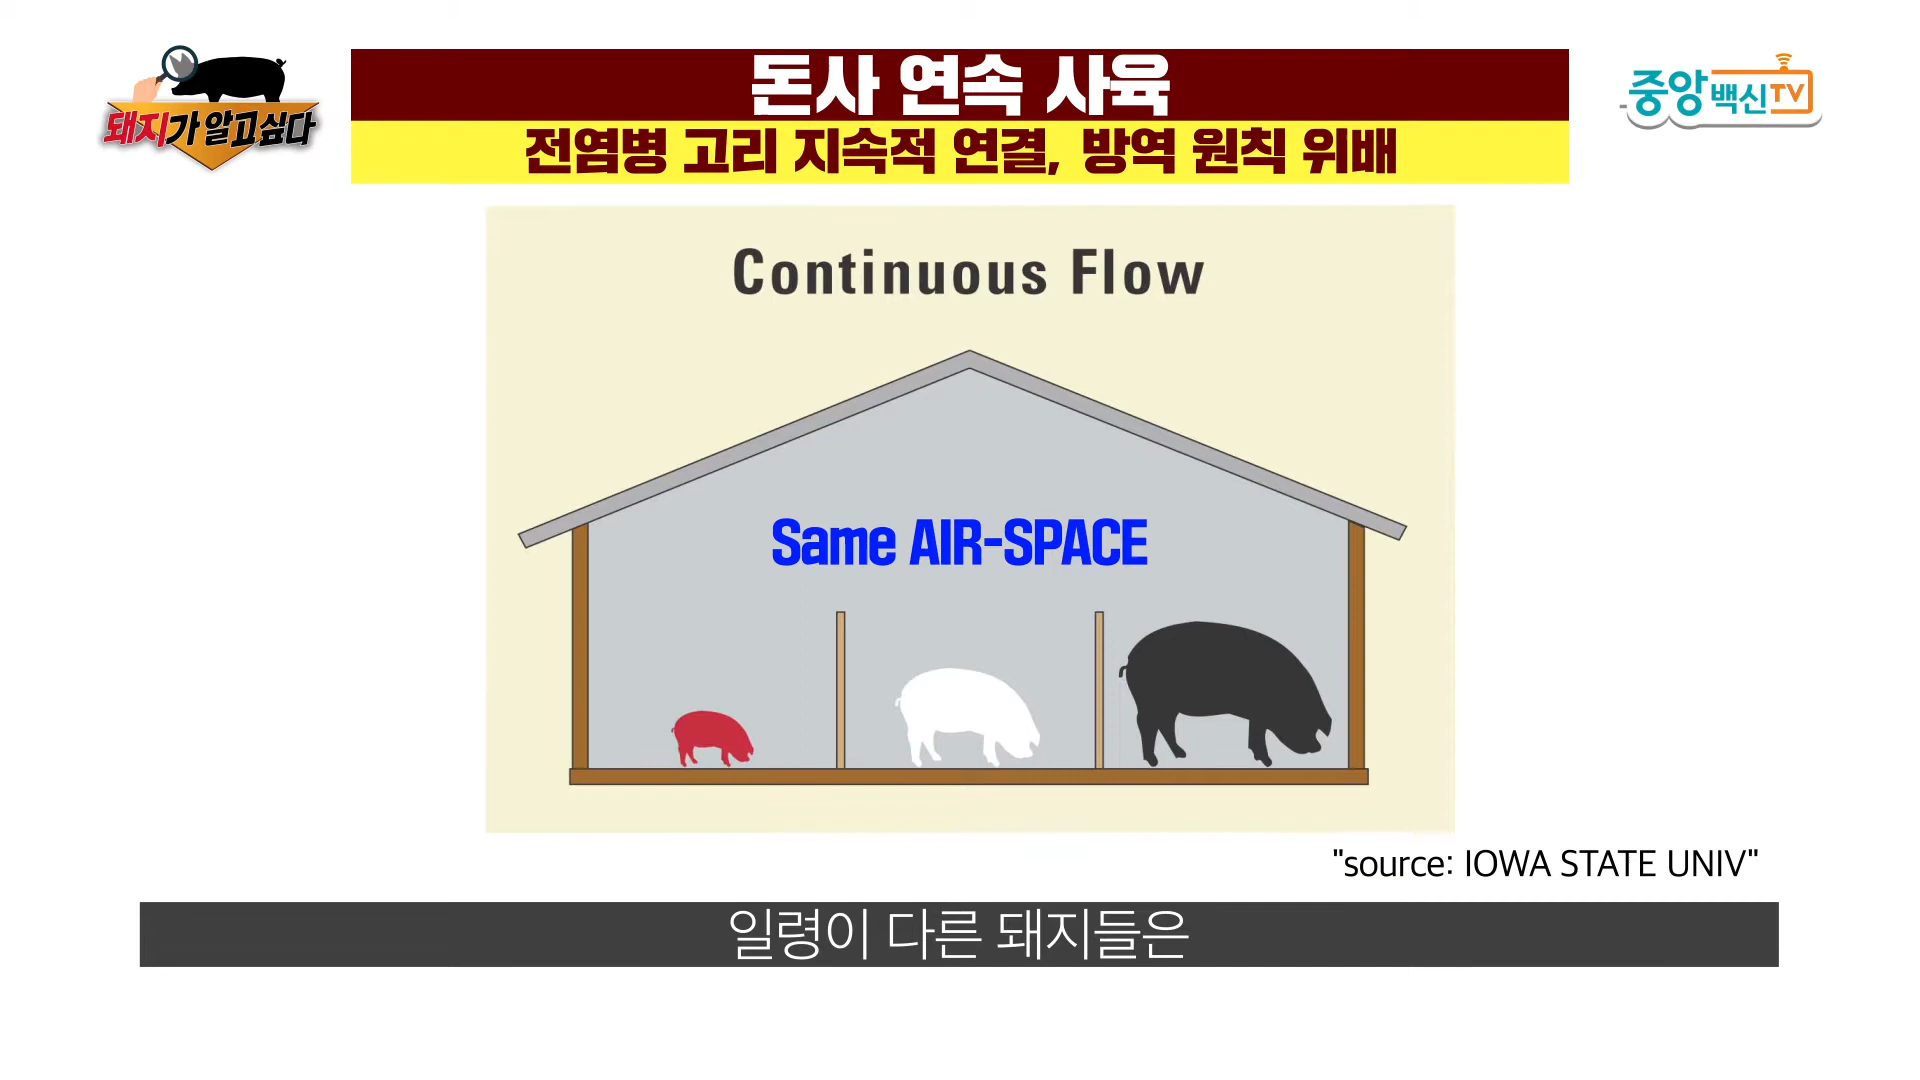 돼지가 알고싶다
돈사 연속 사육
전염병 고리 지속적 연결, 방역 원칙 위배
중앙백신TV
Continuous Flow
Same AIR-SPACE
"source: IOWA STATE UNIV"
일령이 다른 돼지들은